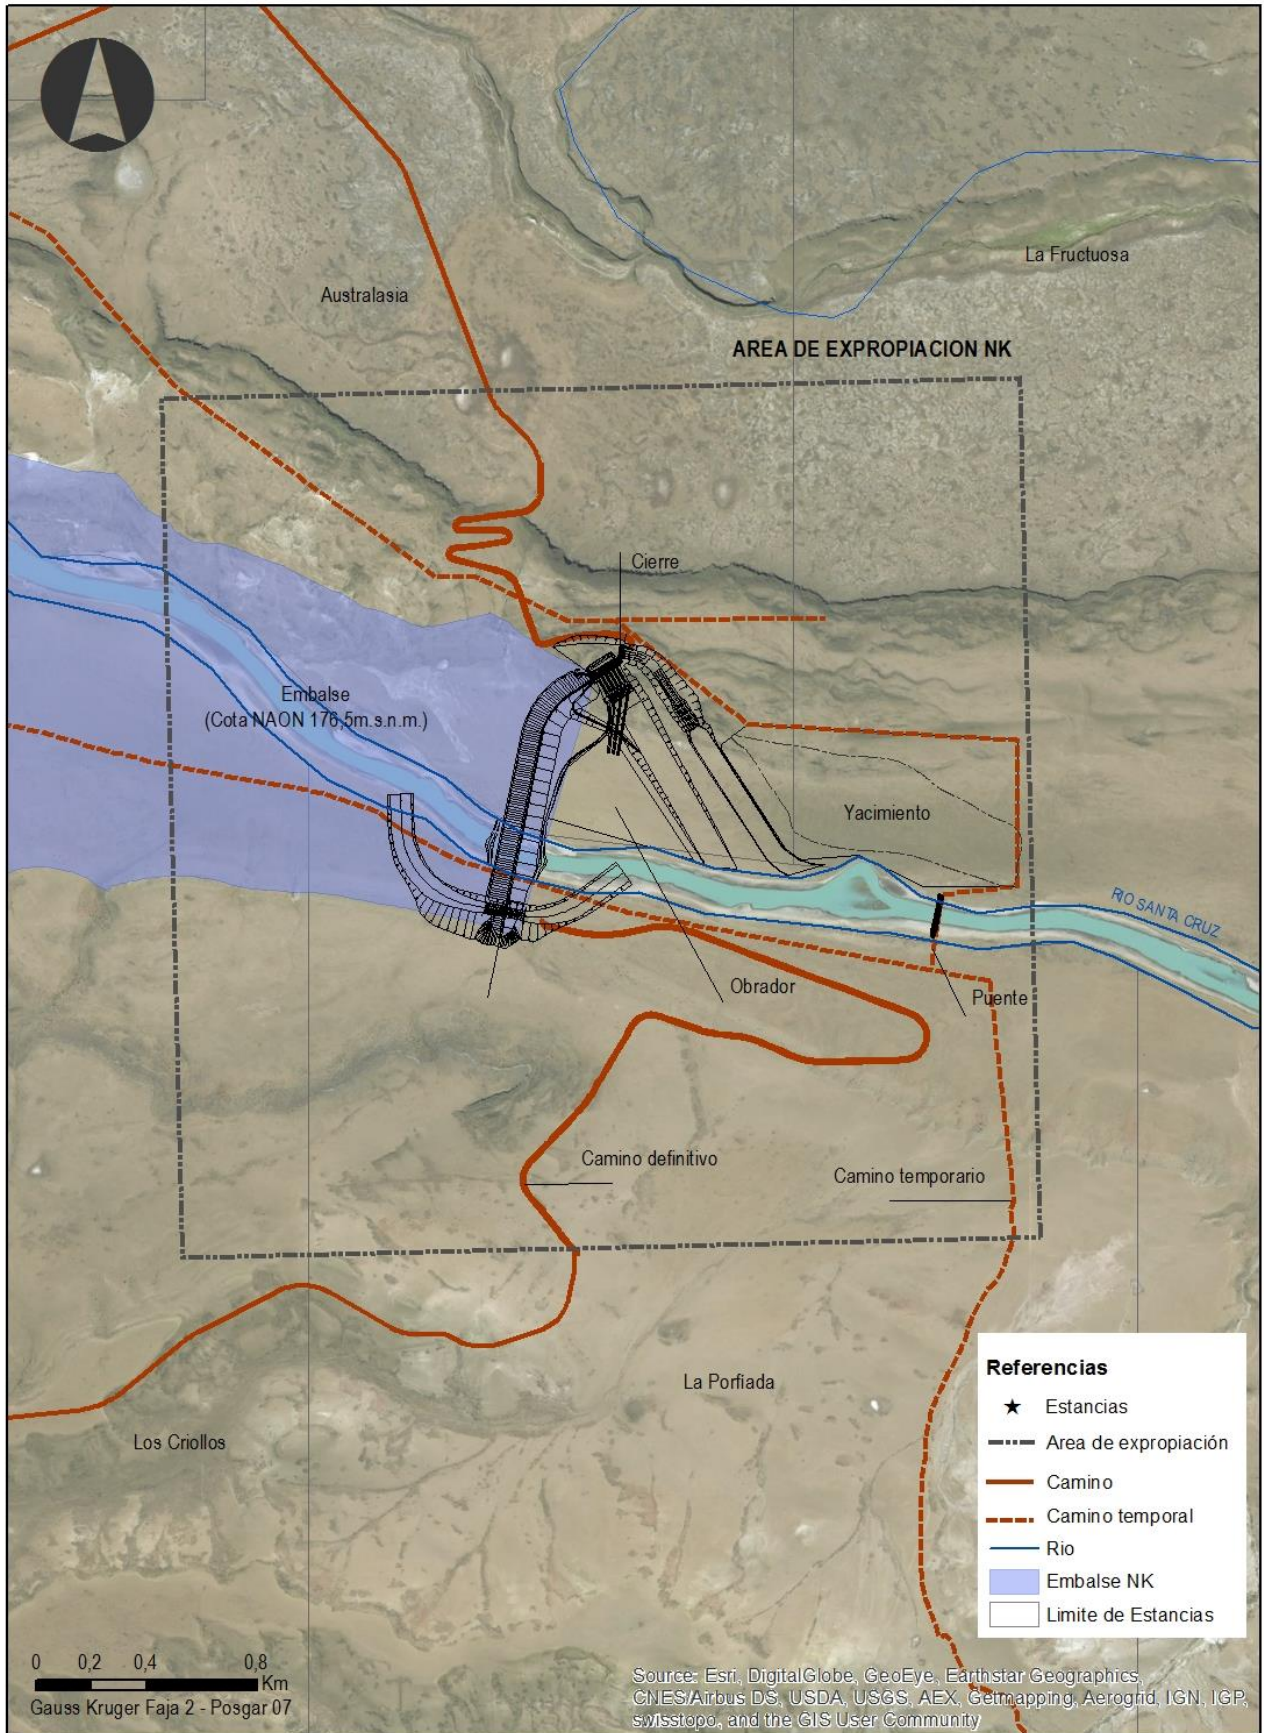 La Fructuosa
Australasia
AREA DE EXPROPIACION NK
Cierre
Embalse
(Cota NAON 176,5m.s.n.m.)
Yacimiento
RIO SANTA CRUZ
Obrador
Puente
Camino definitivo
Camino temporario
La Porfiada
Los Criollos
Referencias
Estancias
Area de expropiación
Camino
Camino temporal
Rio
Embalse NK
Limite de Estancias
0 0,2 0,4 0,8
Km
Gauss Kruger Faja 2 - Posgar 07
Source: Esri, DigitalGlobe, GeoEye, Earthstar Geographics,
CNES/Airbus DS, USDA, USGS, AEX, Getmapping, Aerogrid, IGN, IGP,
swisstopo, and the GIS User Community